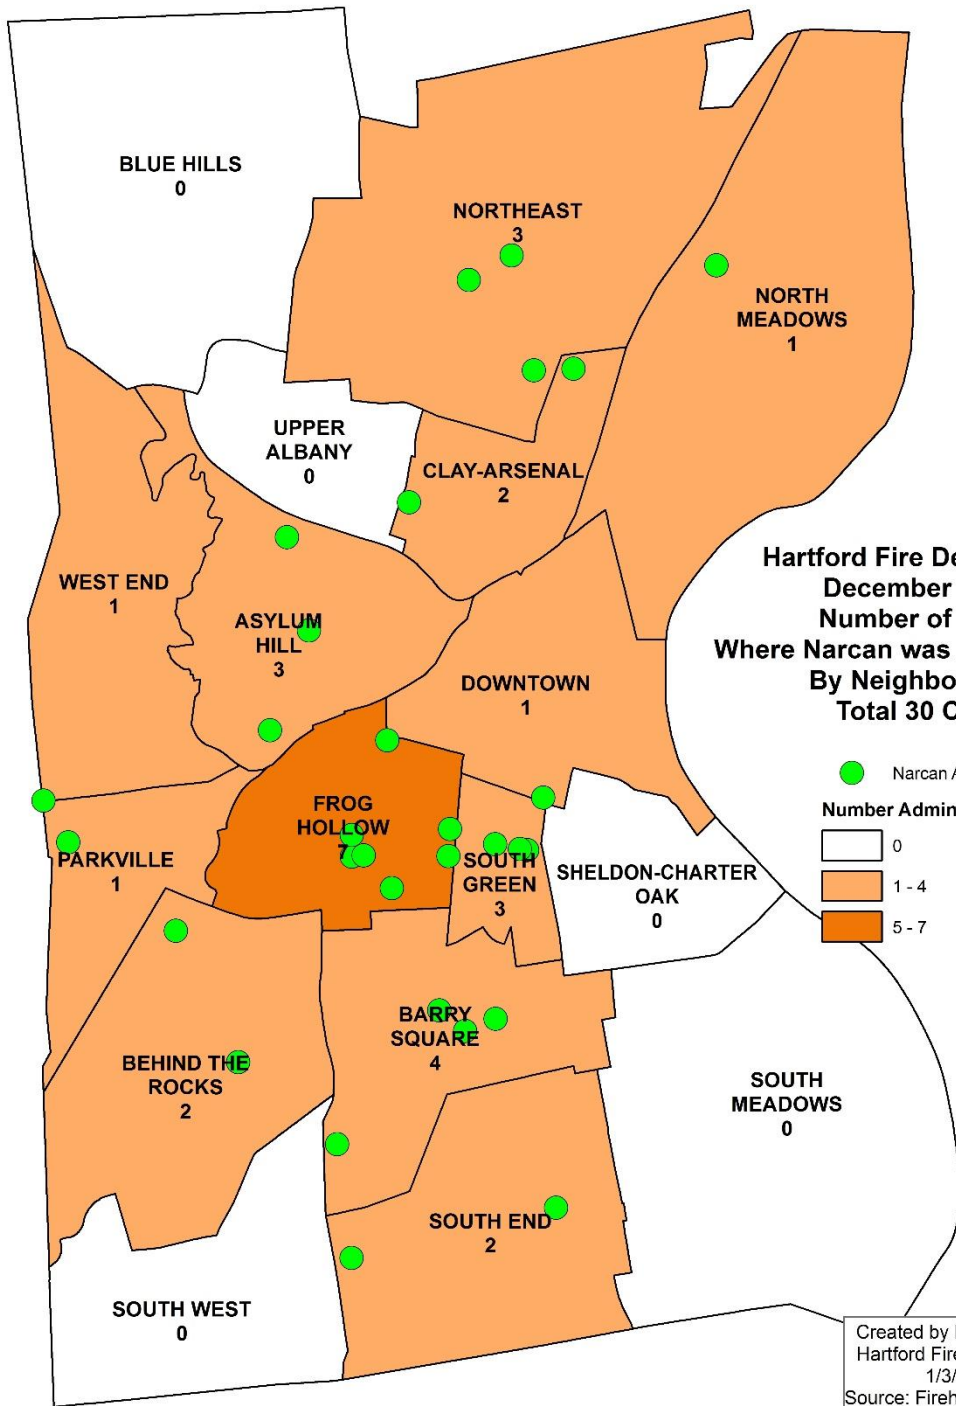 BLUE HILLS
0
NORTHEAST
3
NORTH
MEADOWS
1
UPPER
ALBANY
0
CLAY-ARSENAL
2
WEST END
1
ASYLUM
HILL
3
DOWNTOWN
1
Hartford Fire De
December
Number of
Where Narcan was
By Neighbo
Total 30 C
Narcan A
Number Admin
0
1 - 4
5 - 7
FROG
HOLLOW
7
PARKVILLE
1
SOUTH
GREEN
3
SHELDON-CHARTER
OAK
0
BARRY
SQUARE
4
BEHIND THE
ROCKS
2
SOUTH
MEADOWS
0
SOUTH END
2
SOUTH WEST
0
Created by
Hartford Fire
1/3/
Source: Fireh